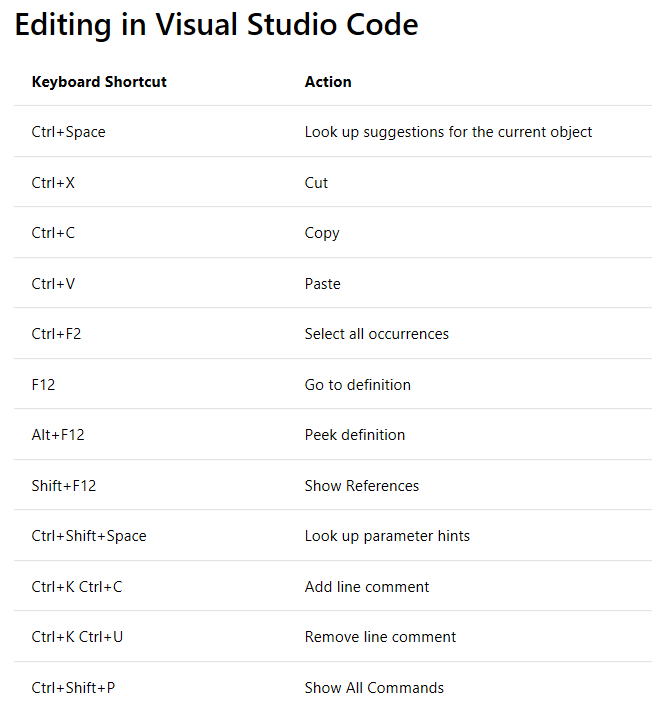 Editing in Visual Studio Code
Keyboard Shortcut Action
Ctrl+Space Look up suggestions for the current object
Ctrl+X Cut
Ctrl+C Copy
Ctrl+V Paste
Ctrl+F2 Select all occurrences
F12 Go to definition
Alt+F12 Peek definition
Shift+F12 Show References
Ctrl+Shift+Space Look up parameter hints
Ctrl+K Ctrl+C Add line comment
Ctrl+K Ctrl+U Remove line comment
Ctrl+Shift+P Show All Commands